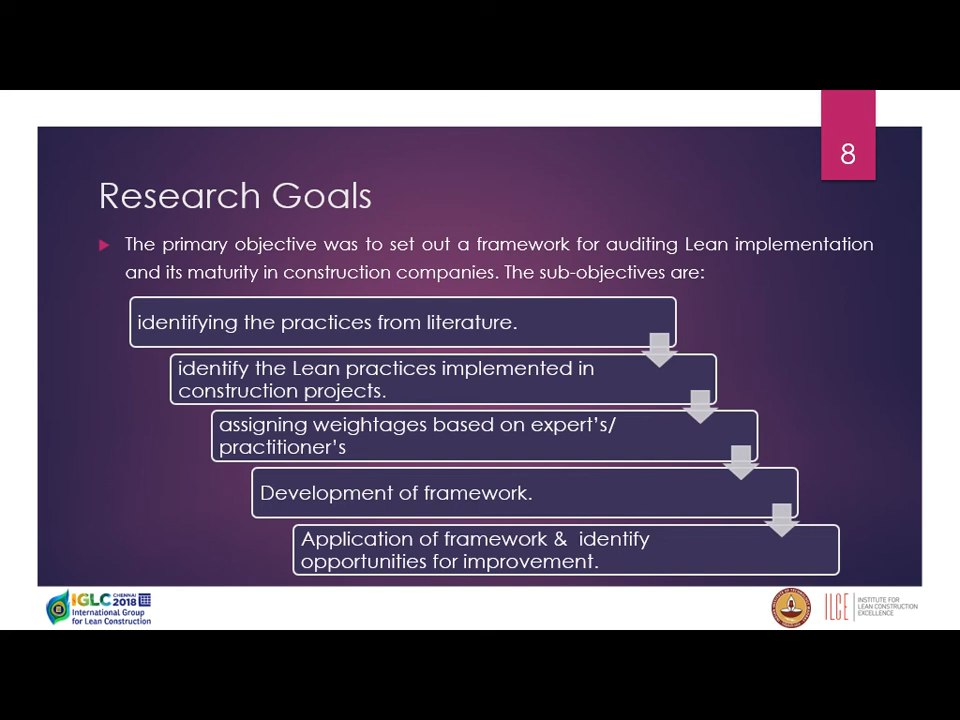 8
Research Goals
The primary objective was to set out a framework for auditing Lean implementation
and its maturity in construction companies. The sub-objectives are:
identifying the practices from literature.
identify the Lean practices implemented in
construction projects.
assigning weightages based on expert's/
practitioner's
Development of framework.
Application of framework & identify
opportunities for improvement.
IGLC CHENNAI 2018
International Group
for Lean Construction
ILCE
INSTITUTE FOR
LEAN CONSTRUCTION
EXCELLENCE